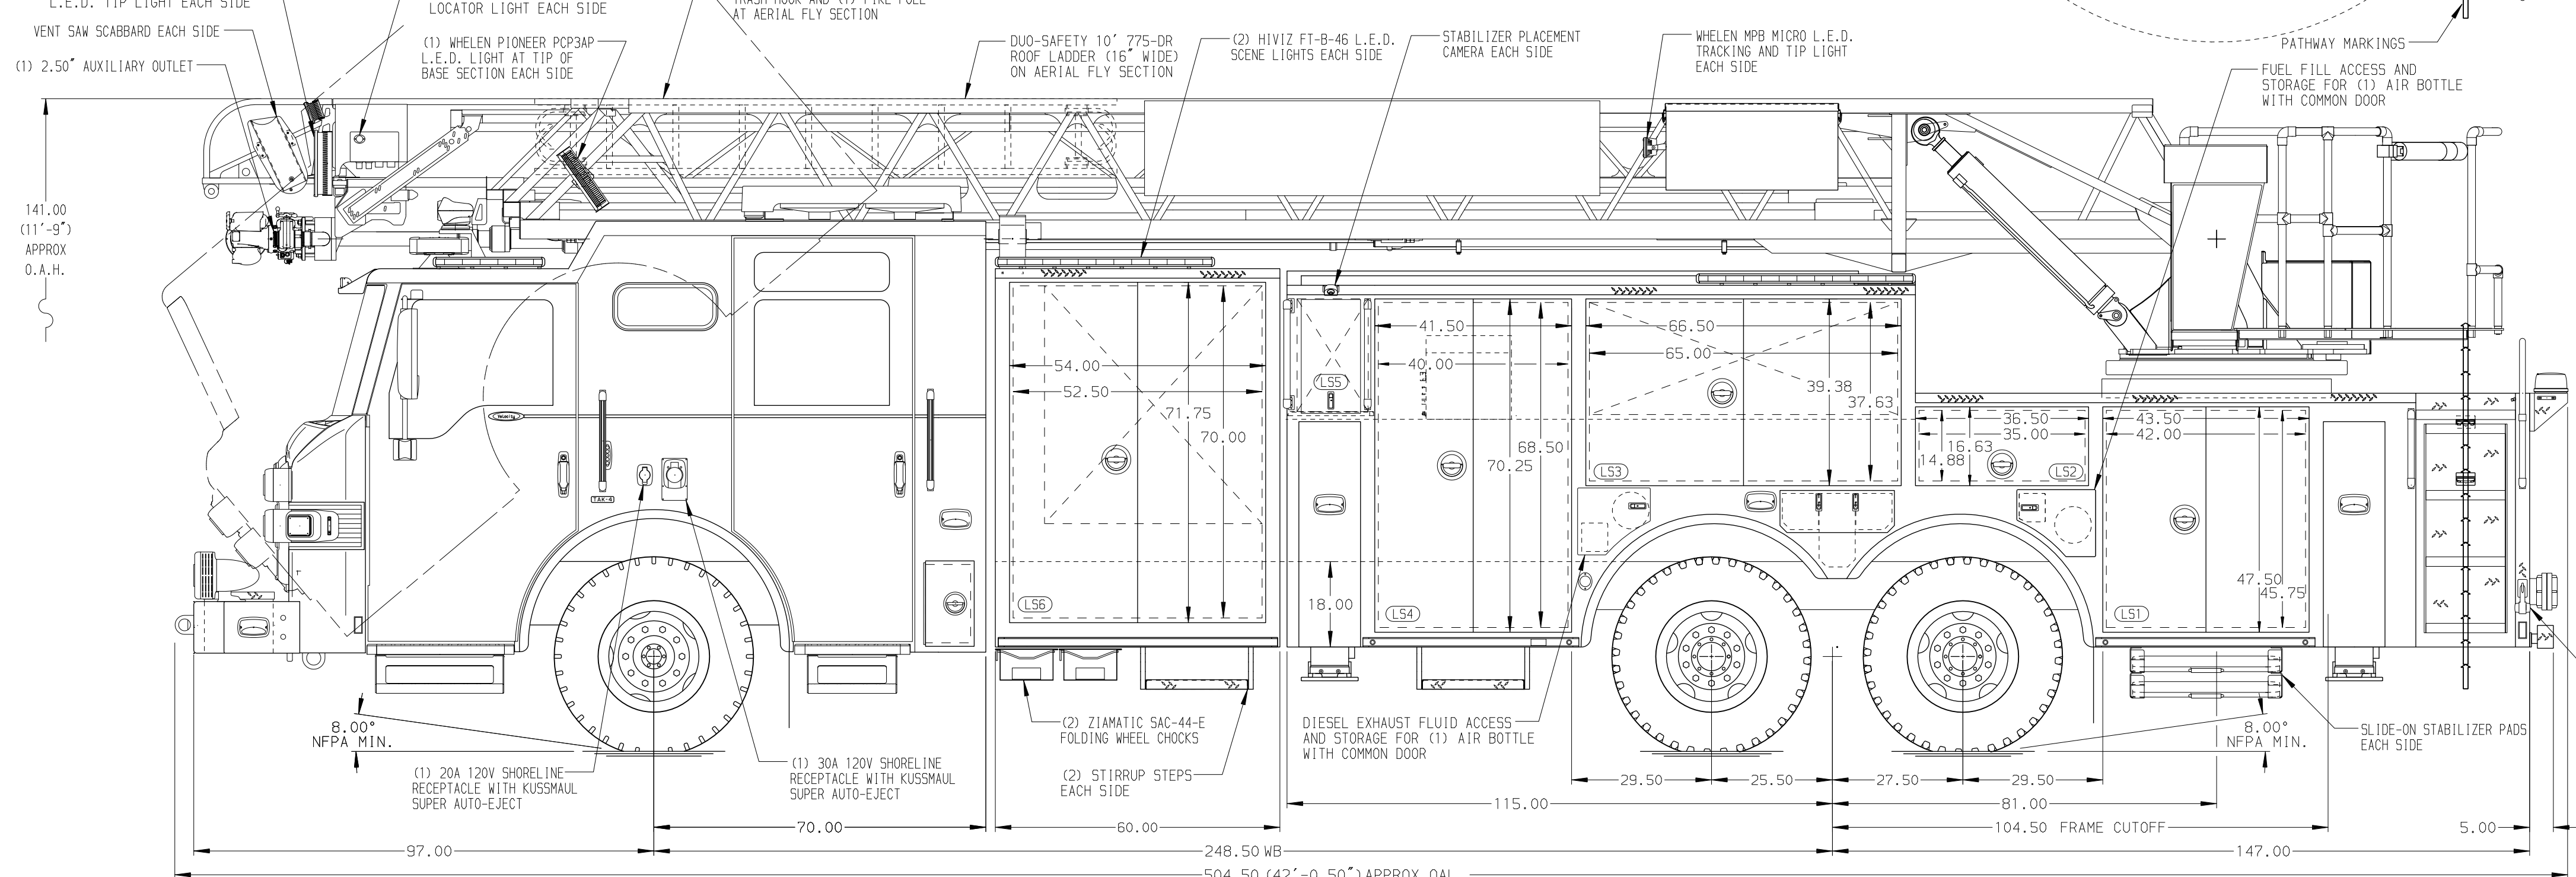 L.E.D. TIP LIGHT EACH SIDE
LOCATOR LIGHT EACH SIDE
TRASH HOOK AND (1) PIKE POLE
AT AERIAL FLY SECTION
VENT SAW SCABBARD EACH SIDE
(1) 2.50" AUXILIARY OUTLET
(1) WHELEN PIONEER PCP3AP
L.E.D. LIGHT AT TIP OF
BASE SECTION EACH SIDE
DUO-SAFETY 10' 775-DR
ROOF LADDER (16" WIDE)
ON AERIAL FLY SECTION
(2) HIVIZ FT-B-46 L.E.D.
SCENE LIGHTS EACH SIDE
STABILIZER PLACEMENT
CAMERA EACH SIDE
WHELEN MPB MICRO L.E.D.
TRACKING AND TIP LIGHT
EACH SIDE
PATHWAY MARKINGS
FUEL FILL ACCESS AND
STORAGE FOR (1) AIR BOTTLE
WITH COMMON DOOR
141.00
(11'-9")
APPROX
O.A.H.
Velocity
TAK-4
54.00
52.50
71.75
70.00
LS6
LS5
18.00
41.50
40.00
68.50
70.25
LS4
66.50
65.00
39.38
37.63
LS3
36.50
35.00
16.63
14.88
LS2
43.50
42.00
47.50
45.75
LS1
8.00°
NFPA MIN.
(1) 20A 120V SHORELINE
RECEPTACLE WITH KUSSMAUL
SUPER AUTO-EJECT
(1) 30A 120V SHORELINE
RECEPTACLE WITH KUSSMAUL
SUPER AUTO-EJECT
(2) ZIAMATIC SAC-44-E
FOLDING WHEEL CHOCKS
(2) STIRRUP STEPS
EACH SIDE
DIESEL EXHAUST FLUID ACCESS
AND STORAGE FOR (1) AIR BOTTLE
WITH COMMON DOOR
8.00°
NFPA MIN.
SLIDE-ON STABILIZER PADS
EACH SIDE
29.50
25.50
27.50
29.50
115.00
81.00
70.00
60.00
104.50 FRAME CUTOFF
5.00
97.00
248.50 WB
147.00
504.50 (42'-0.50") APPROX OAL